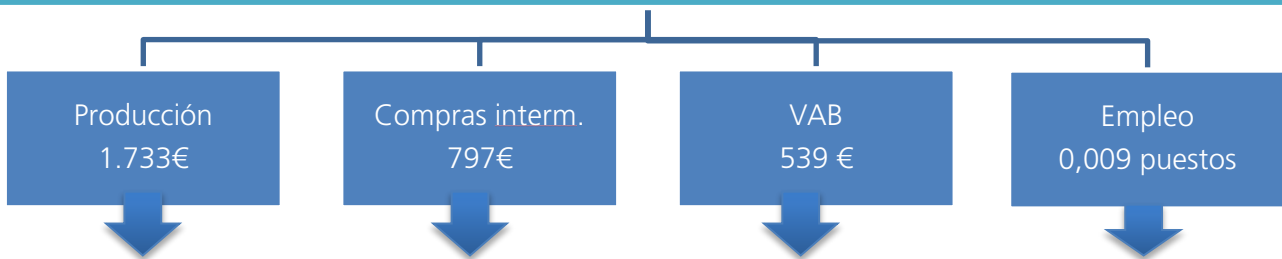 Producción
1.733€
Compras interm.
797€
VAB
539 €
Empleo
0,009 puestos